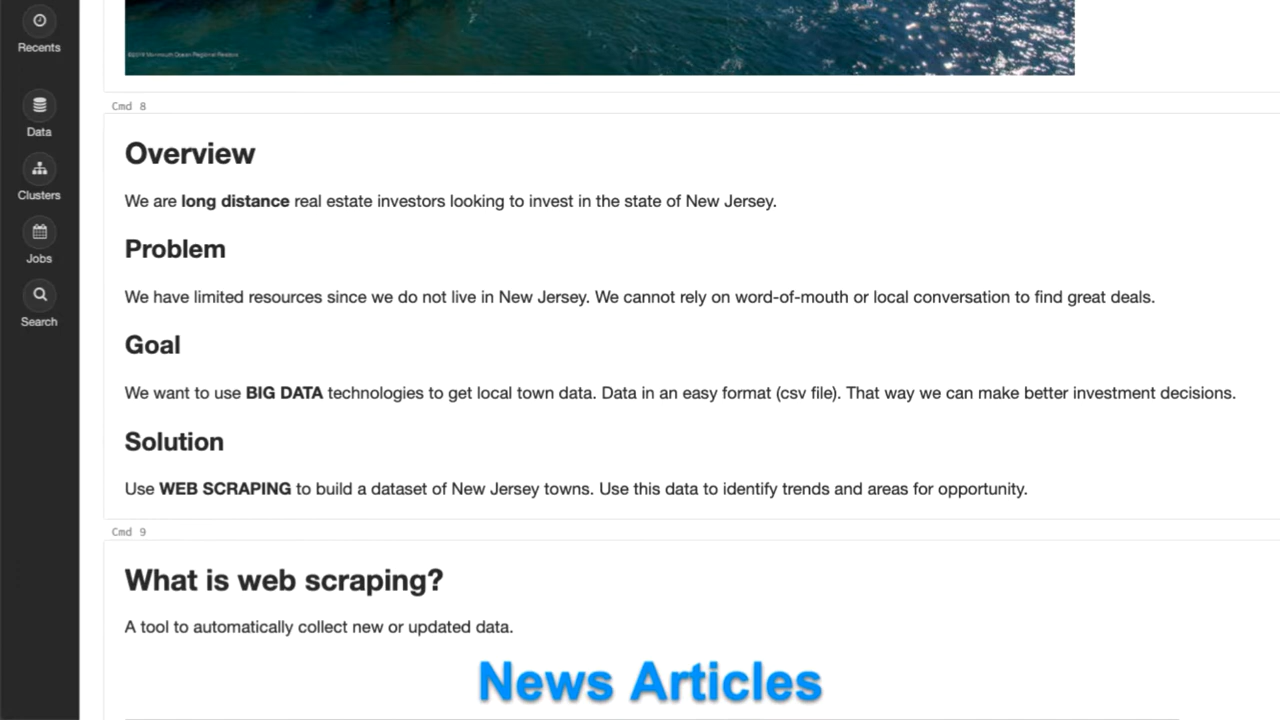 Recents
Data
Clusters
Jobs
Search
©2019 Monmouth Ocean Regional Realtors
Cmd 8
Overview
We are long distance real estate investors looking to invest in the state of New Jersey.
Problem
We have limited resources since we do not live in New Jersey. We cannot rely on word-of-mouth or local conversation to find great deals.
Goal
We want to use BIG DATA technologies to get local town data. Data in an easy format (csv file). That way we can make better investment decisions.
Solution
Use WEB SCRAPING to build a dataset of New Jersey towns. Use this data to identify trends and areas for opportunity.
Cmd 9
What is web scraping?
A tool to automatically collect new or updated data.
News Articles